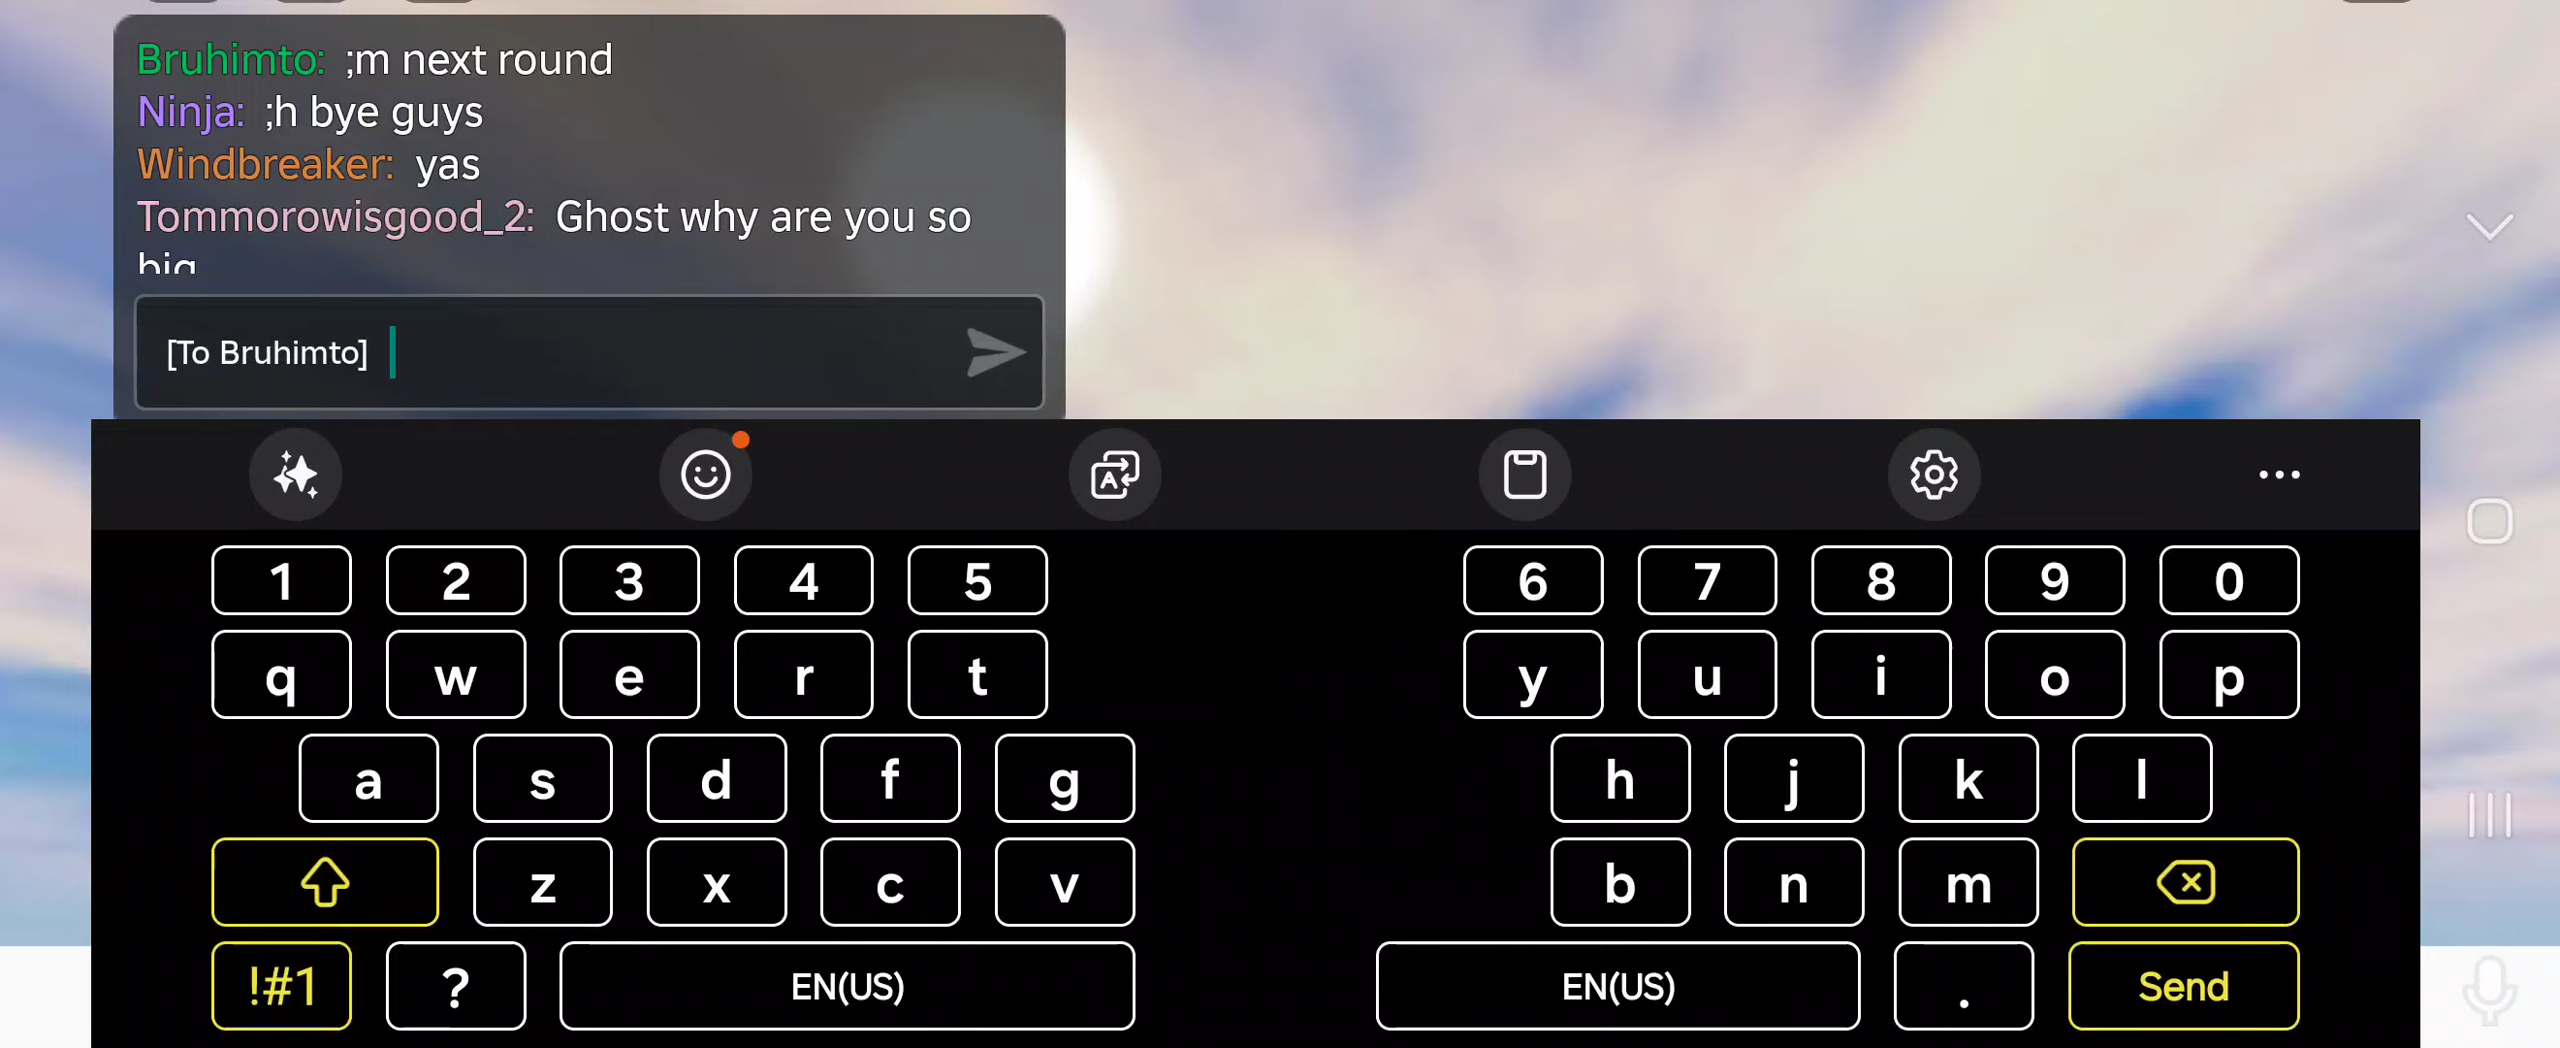 Bruhimto: ;m next round
Ninja: ;h bye guys
Windbreaker: yas
Tommorowisgood_2: Ghost why are you so
big
[To Bruhimto]
1 2 3 4 5 6 7 8 9 0
q w e r t y u i o p
a s d f g h j k l
z x c v b n m
!#1 ? EN(US) EN(US) . Send